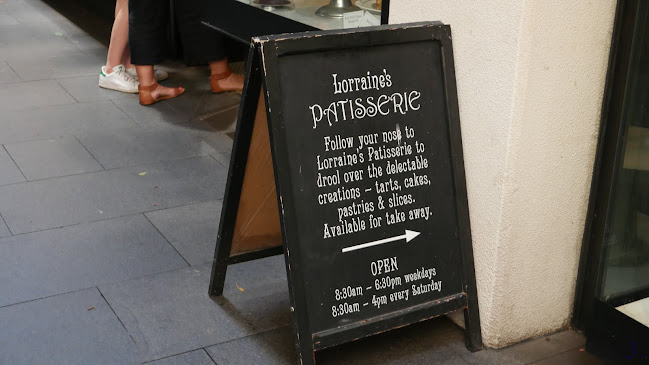 Lorraine's
PATISSERIE
Follow your nose to
Lorraine's Patisserie to
drool over the delectable
creations – tarts, cakes,
pastries & slices.
Available for take away.
OPEN
8:30am – 6:30pm weekdays
8:30am – 4pm every Saturday